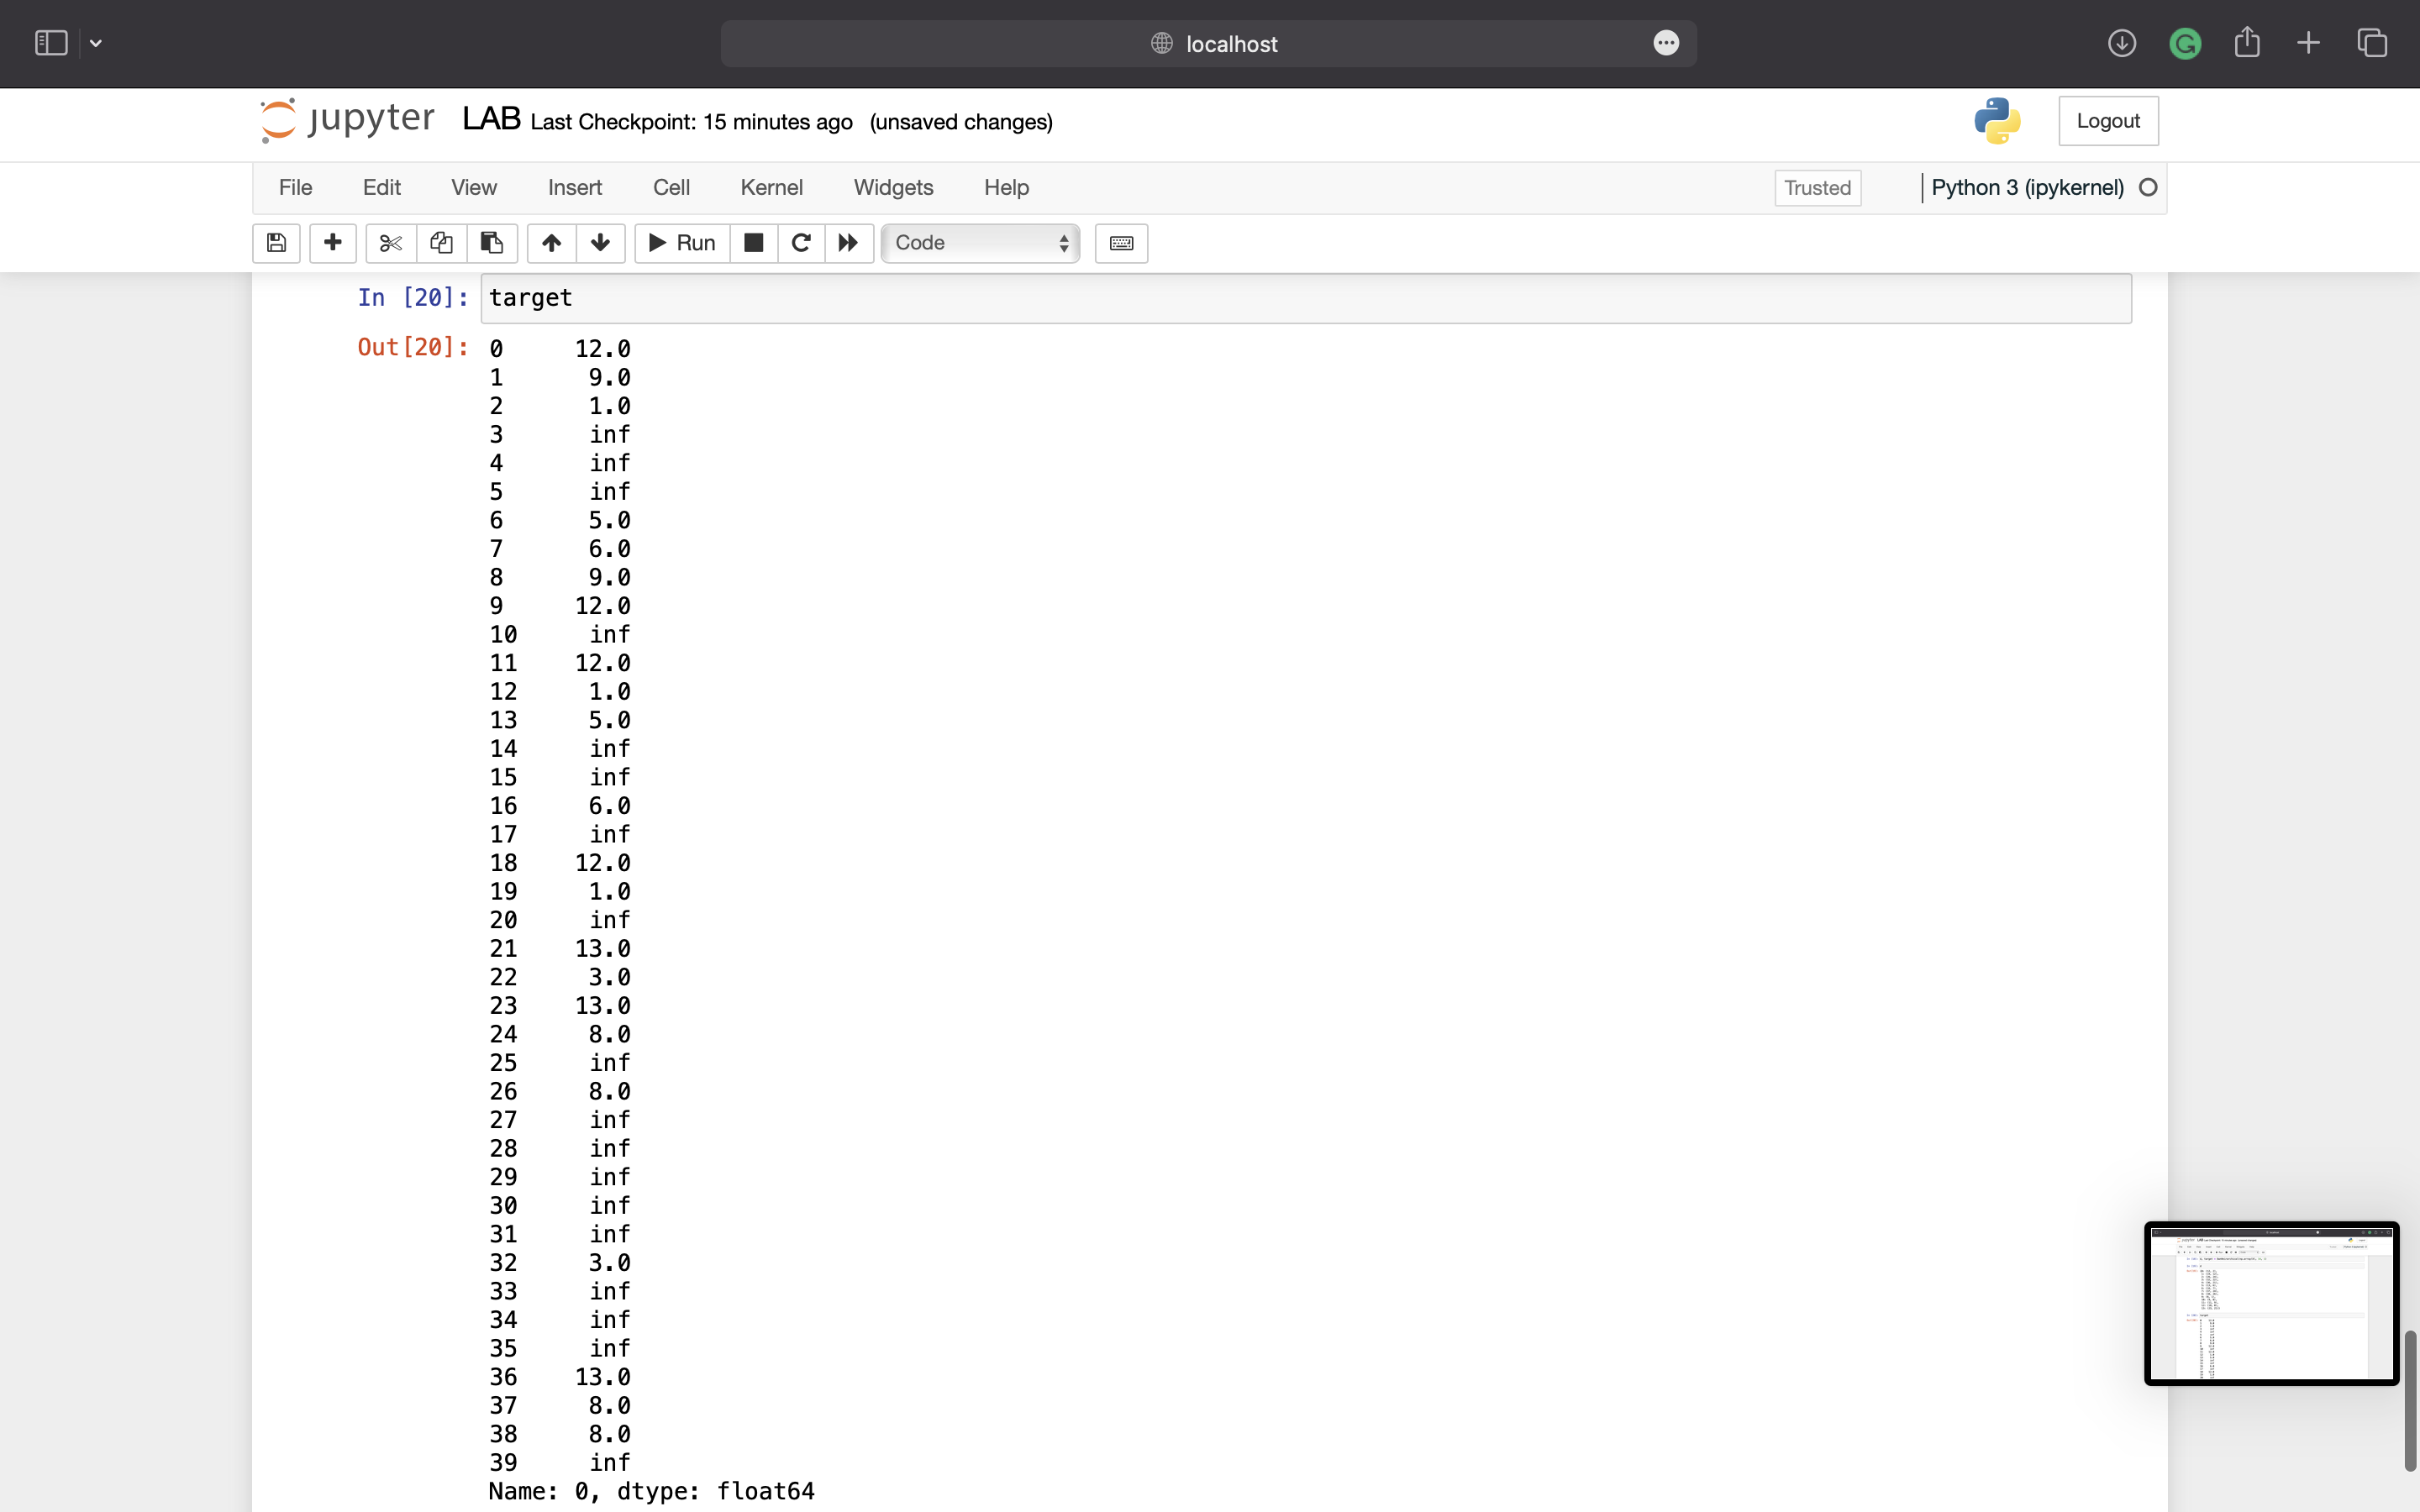 localhost
jupyter LAB Last Checkpoint: 15 minutes ago (unsaved changes) Logout
File Edit View Insert Cell Kernel Widgets Help Trusted Python 3 (ipykernel)
Run Code
In [20]: target
Out[20]: 0 12.0
1 9.0
2 1.0
3 inf
4 inf
5 inf
6 5.0
7 6.0
8 9.0
9 12.0
10 inf
11 12.0
12 1.0
13 5.0
14 inf
15 inf
16 6.0
17 inf
18 12.0
19 1.0
20 inf
21 13.0
22 3.0
23 13.0
24 8.0
25 inf
26 8.0
27 inf
28 inf
29 inf
30 inf
31 inf
32 3.0
33 inf
34 inf
35 inf
36 13.0
37 8.0
38 8.0
39 inf
Name: 0, dtype: float64